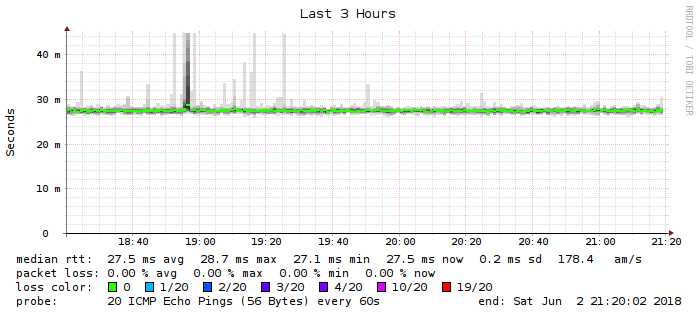 Last 3 Hours
RRDTOOL / TOBI OETIKER
Seconds
40 m
30 m
20 m
10 m
0
18:40 19:00 19:20 19:40 20:00 20:20 20:40 21:00 21:20
median rtt: 27.5 ms avg 28.7 ms max 27.1 ms min 27.5 ms now 0.2 ms sd 178.4 am/s
packet loss: 0.00 % avg 0.00 % max 0.00 % min 0.00 % now
loss color: 0 1/20 2/20 3/20 4/20 10/20 19/20
probe: 20 ICMP Echo Pings (56 Bytes) every 60s end: Sat Jun 2 21:20:02 2018